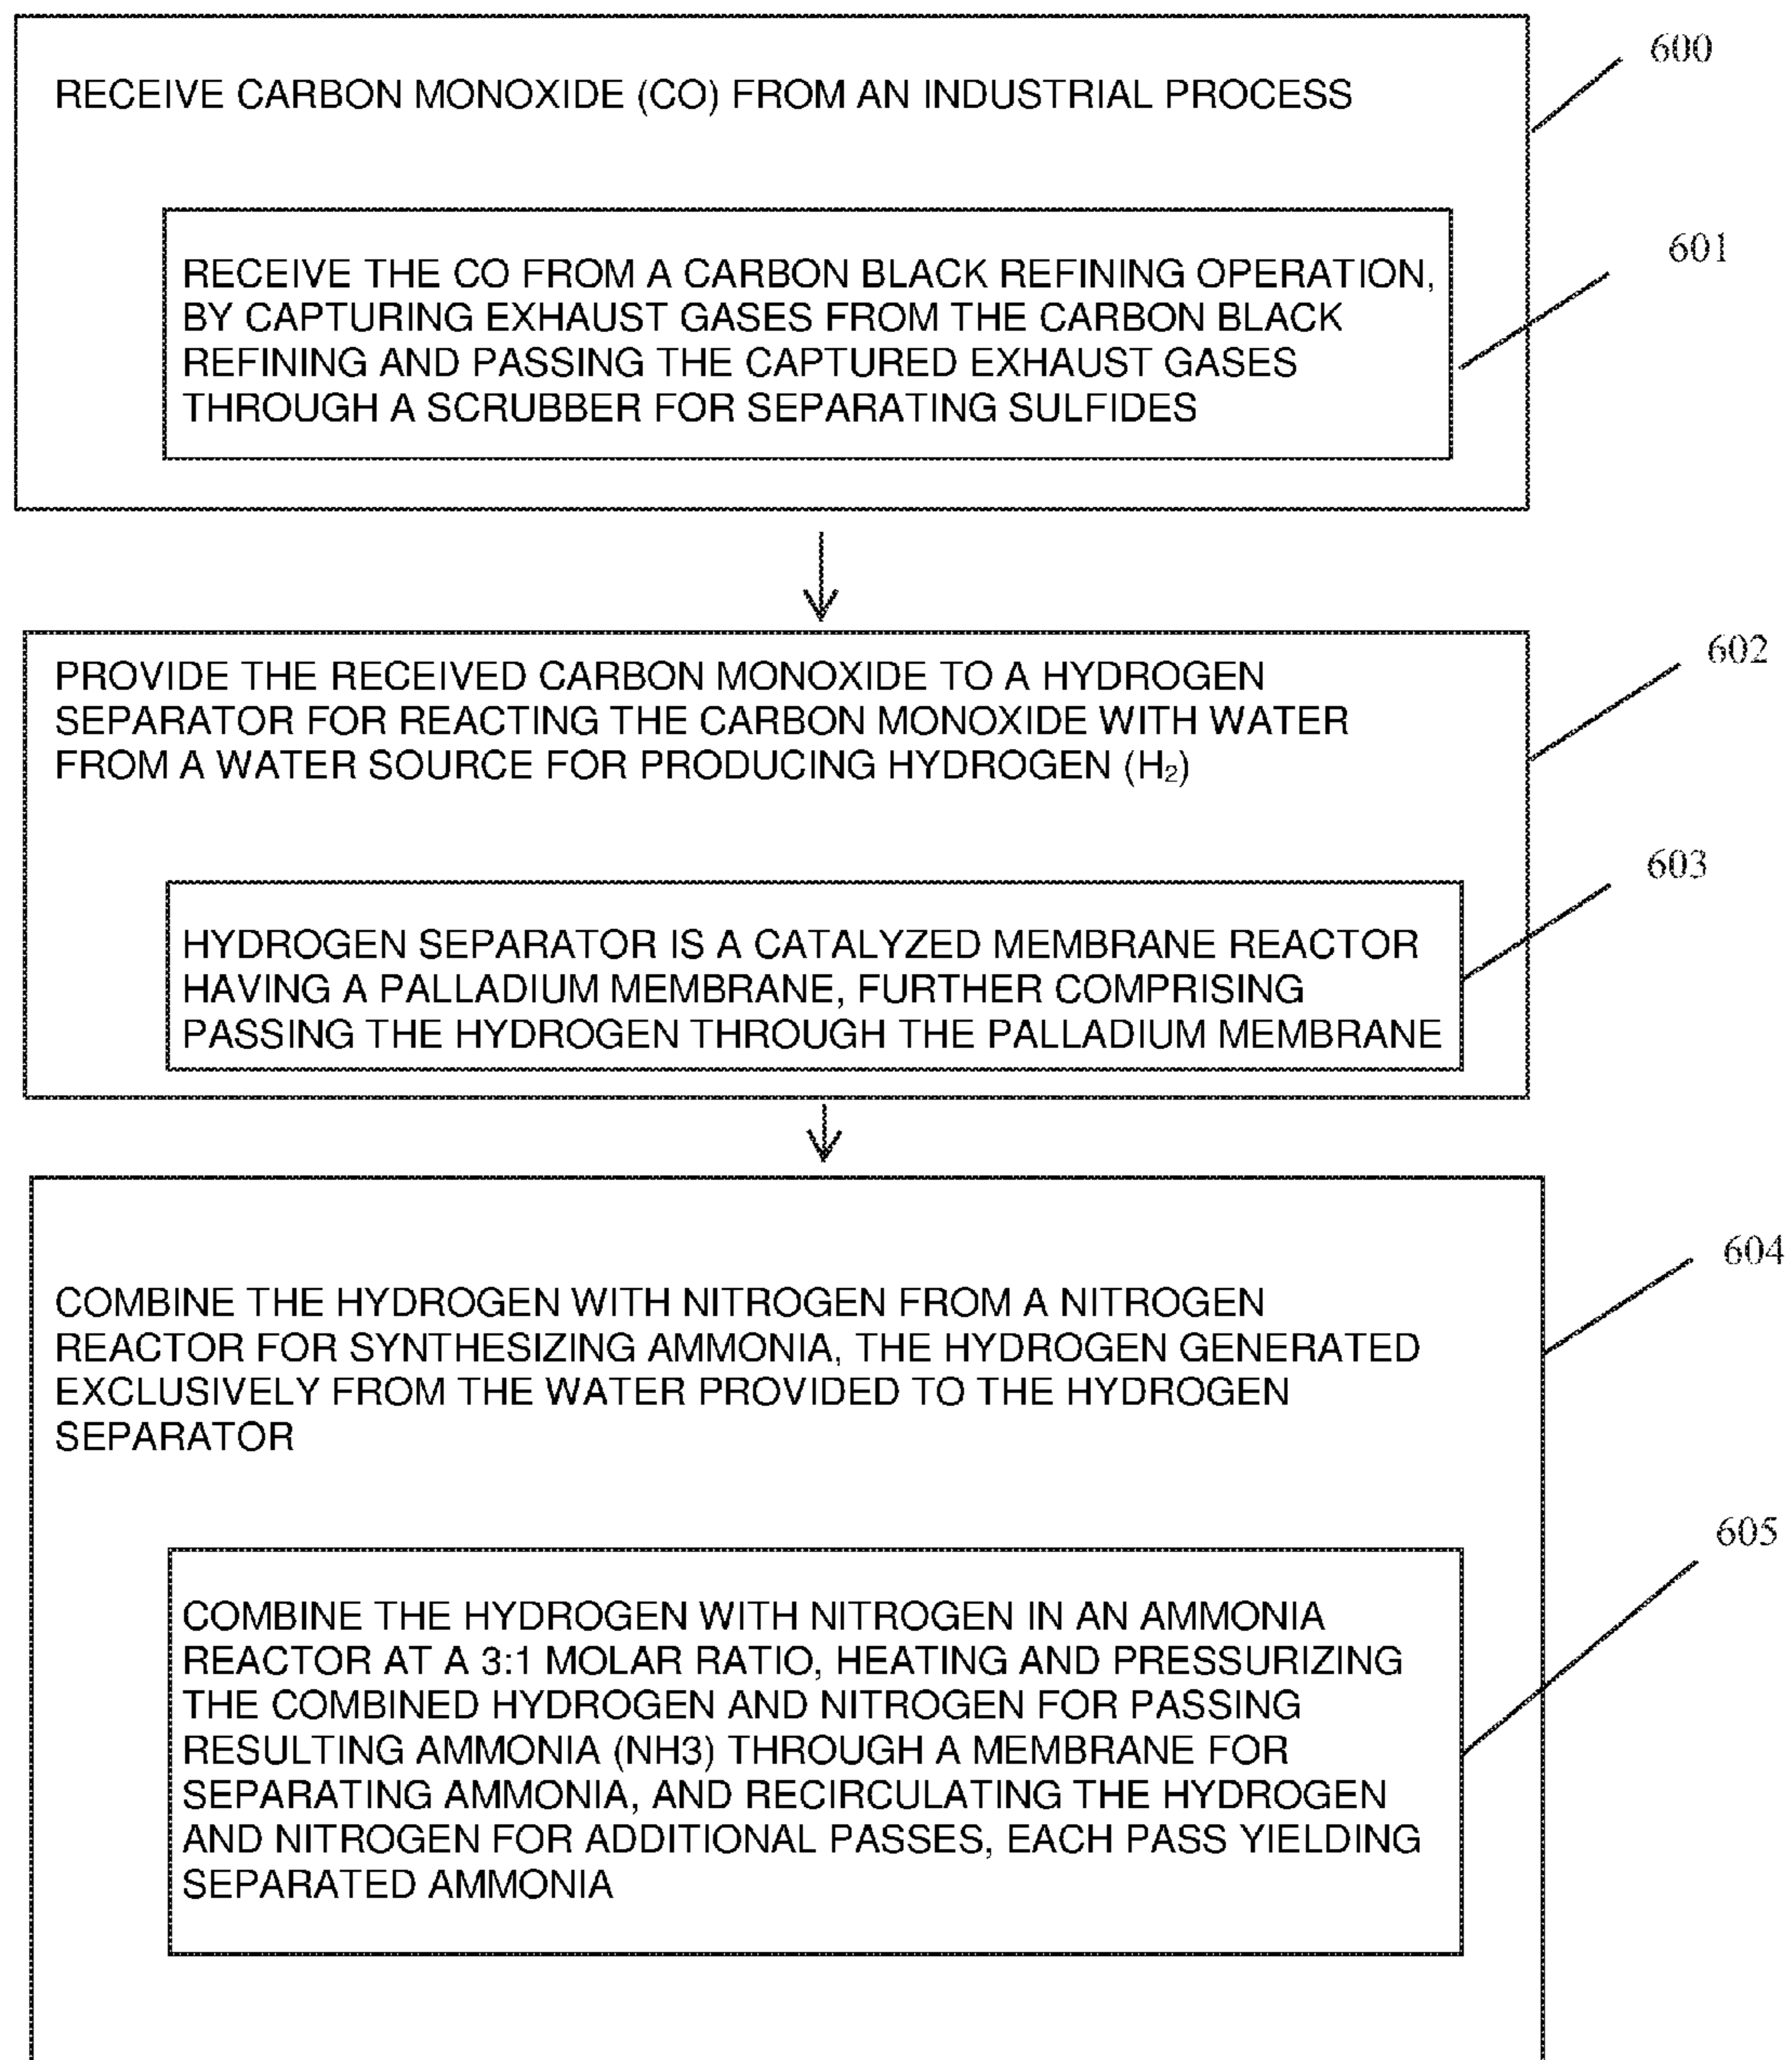 600
RECEIVE CARBON MONOXIDE (CO) FROM AN INDUSTRIAL PROCESS
601
RECEIVE THE CO FROM A CARBON BLACK REFINING OPERATION,
BY CAPTURING EXHAUST GASES FROM THE CARBON BLACK
REFINING AND PASSING THE CAPTURED EXHAUST GASES
THROUGH A SCRUBBER FOR SEPARATING SULFIDES
602
PROVIDE THE RECEIVED CARBON MONOXIDE TO A HYDROGEN
SEPARATOR FOR REACTING THE CARBON MONOXIDE WITH WATER
FROM A WATER SOURCE FOR PRODUCING HYDROGEN (H₂)
603
HYDROGEN SEPARATOR IS A CATALYZED MEMBRANE REACTOR
HAVING A PALLADIUM MEMBRANE, FURTHER COMPRISING
PASSING THE HYDROGEN THROUGH THE PALLADIUM MEMBRANE
604
COMBINE THE HYDROGEN WITH NITROGEN FROM A NITROGEN
REACTOR FOR SYNTHESIZING AMMONIA, THE HYDROGEN GENERATED
EXCLUSIVELY FROM THE WATER PROVIDED TO THE HYDROGEN
SEPARATOR
605
COMBINE THE HYDROGEN WITH NITROGEN IN AN AMMONIA
REACTOR AT A 3:1 MOLAR RATIO, HEATING AND PRESSURIZING
THE COMBINED HYDROGEN AND NITROGEN FOR PASSING
RESULTING AMMONIA (NH3) THROUGH A MEMBRANE FOR
SEPARATING AMMONIA, AND RECIRCULATING THE HYDROGEN
AND NITROGEN FOR ADDITIONAL PASSES, EACH PASS YIELDING
SEPARATED AMMONIA